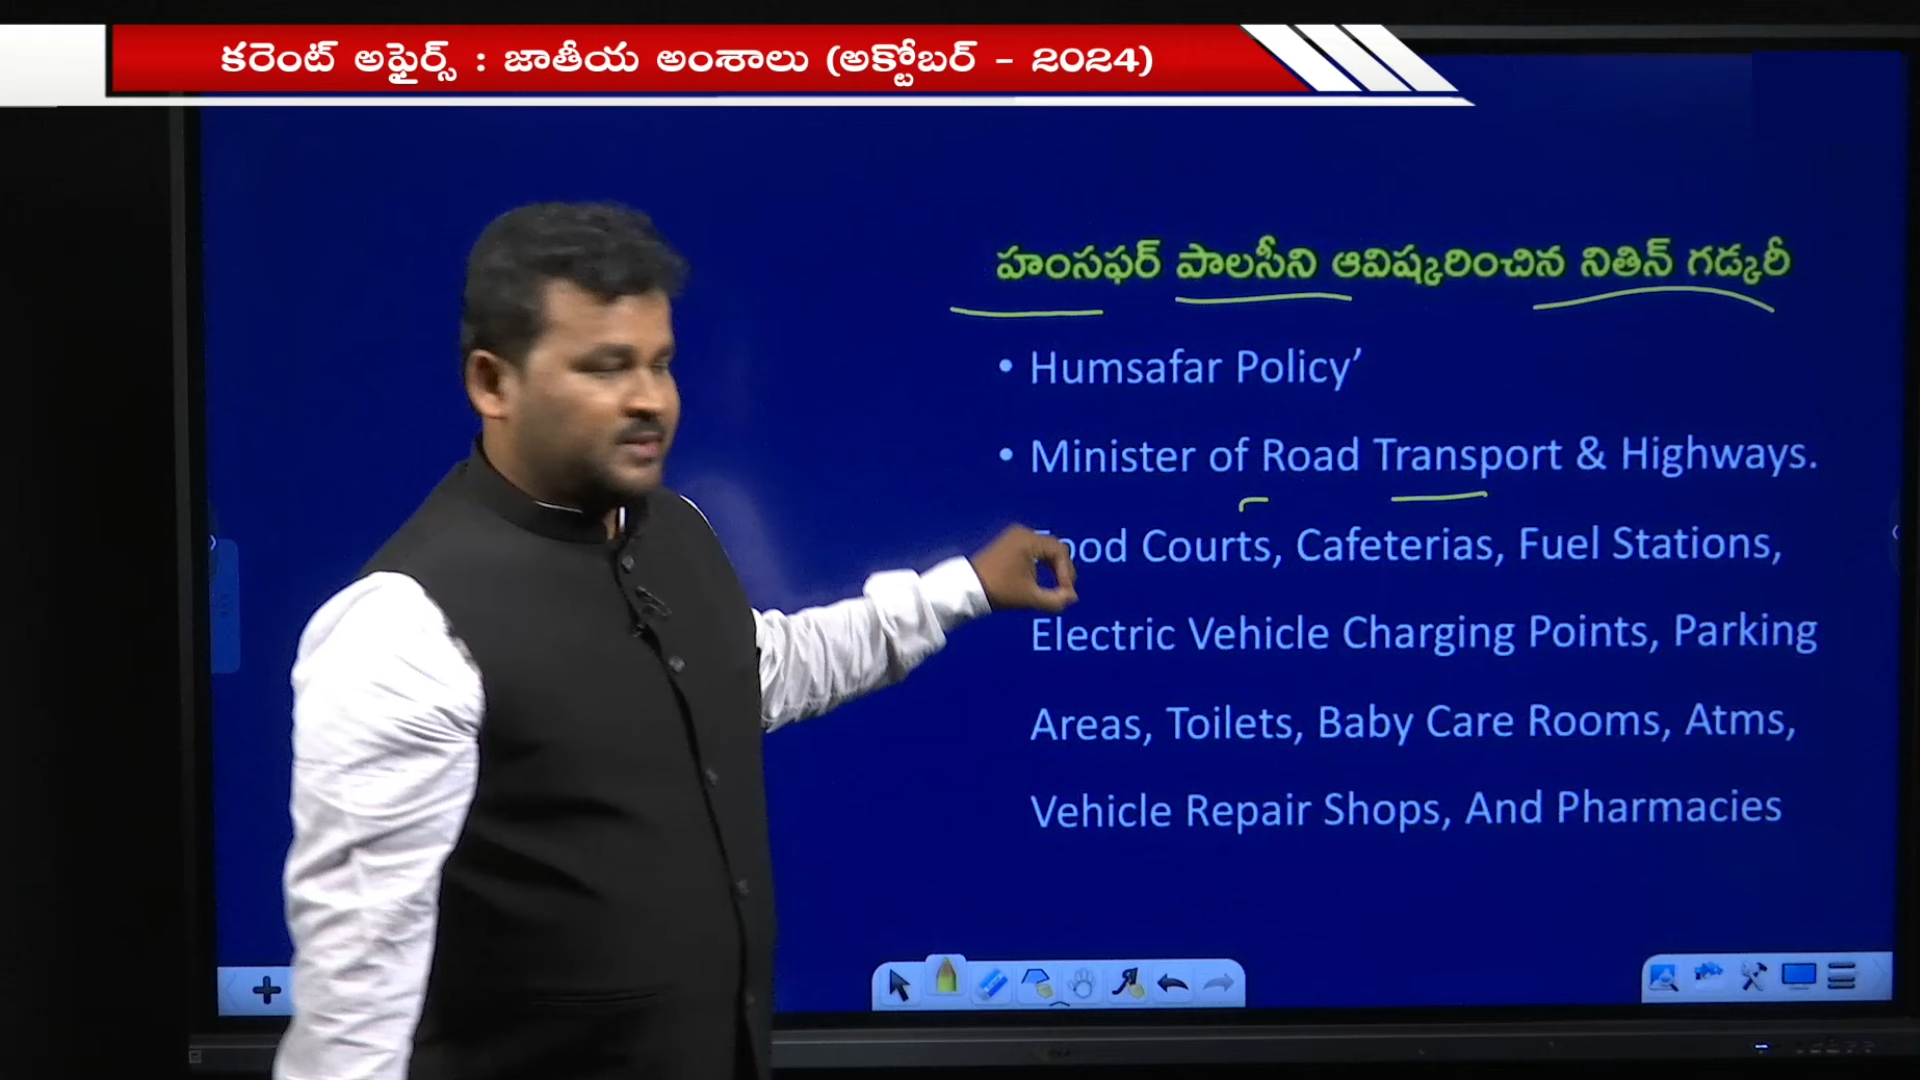 కరెంట్ అఫైర్స్ : జాతీయ అంశాలు (అక్టోబర్ - 2024)
హంసఫర్ పాలసీని ఆవిష్కరించిన నితిన్ గడ్కరీ
• Humsafar Policy’
• Minister of Road Transport & Highways.
Food Courts, Cafeterias, Fuel Stations,
Electric Vehicle Charging Points, Parking
Areas, Toilets, Baby Care Rooms, Atms,
Vehicle Repair Shops, And Pharmacies